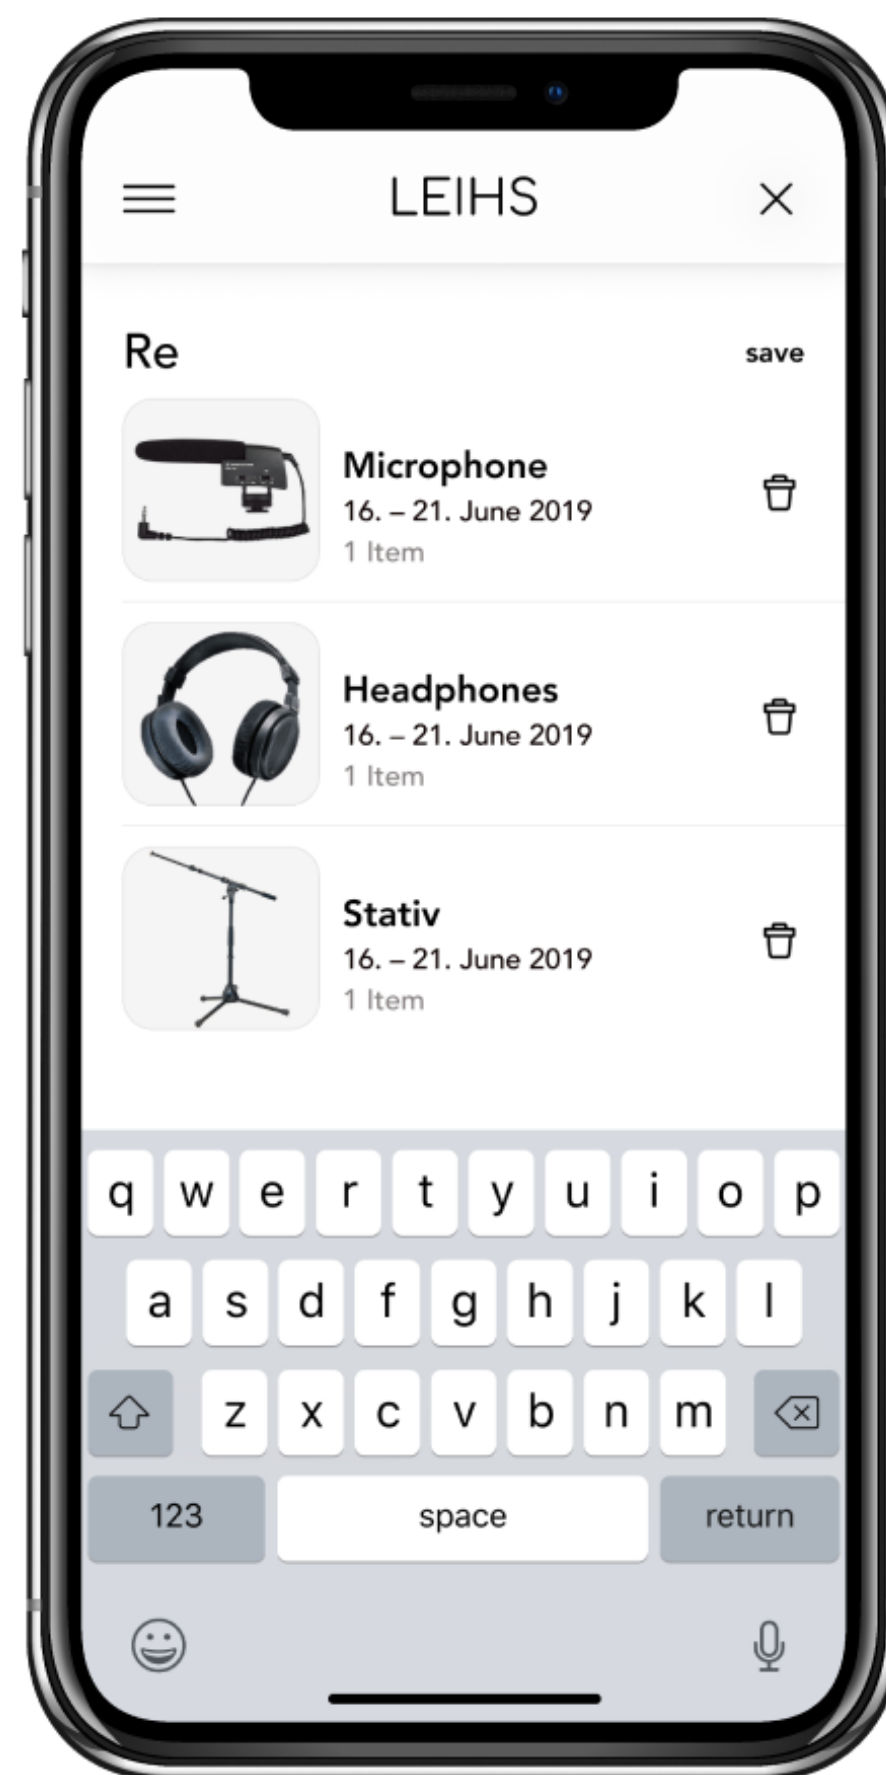 LEIHS
Re
save
Microphone
16. – 21. June 2019
1 Item
Headphones
16. – 21. June 2019
1 Item
Stativ
16. – 21. June 2019
1 Item
q w e r t y u i o p
a s d f g h j k l
z x c v b n m
123 space return